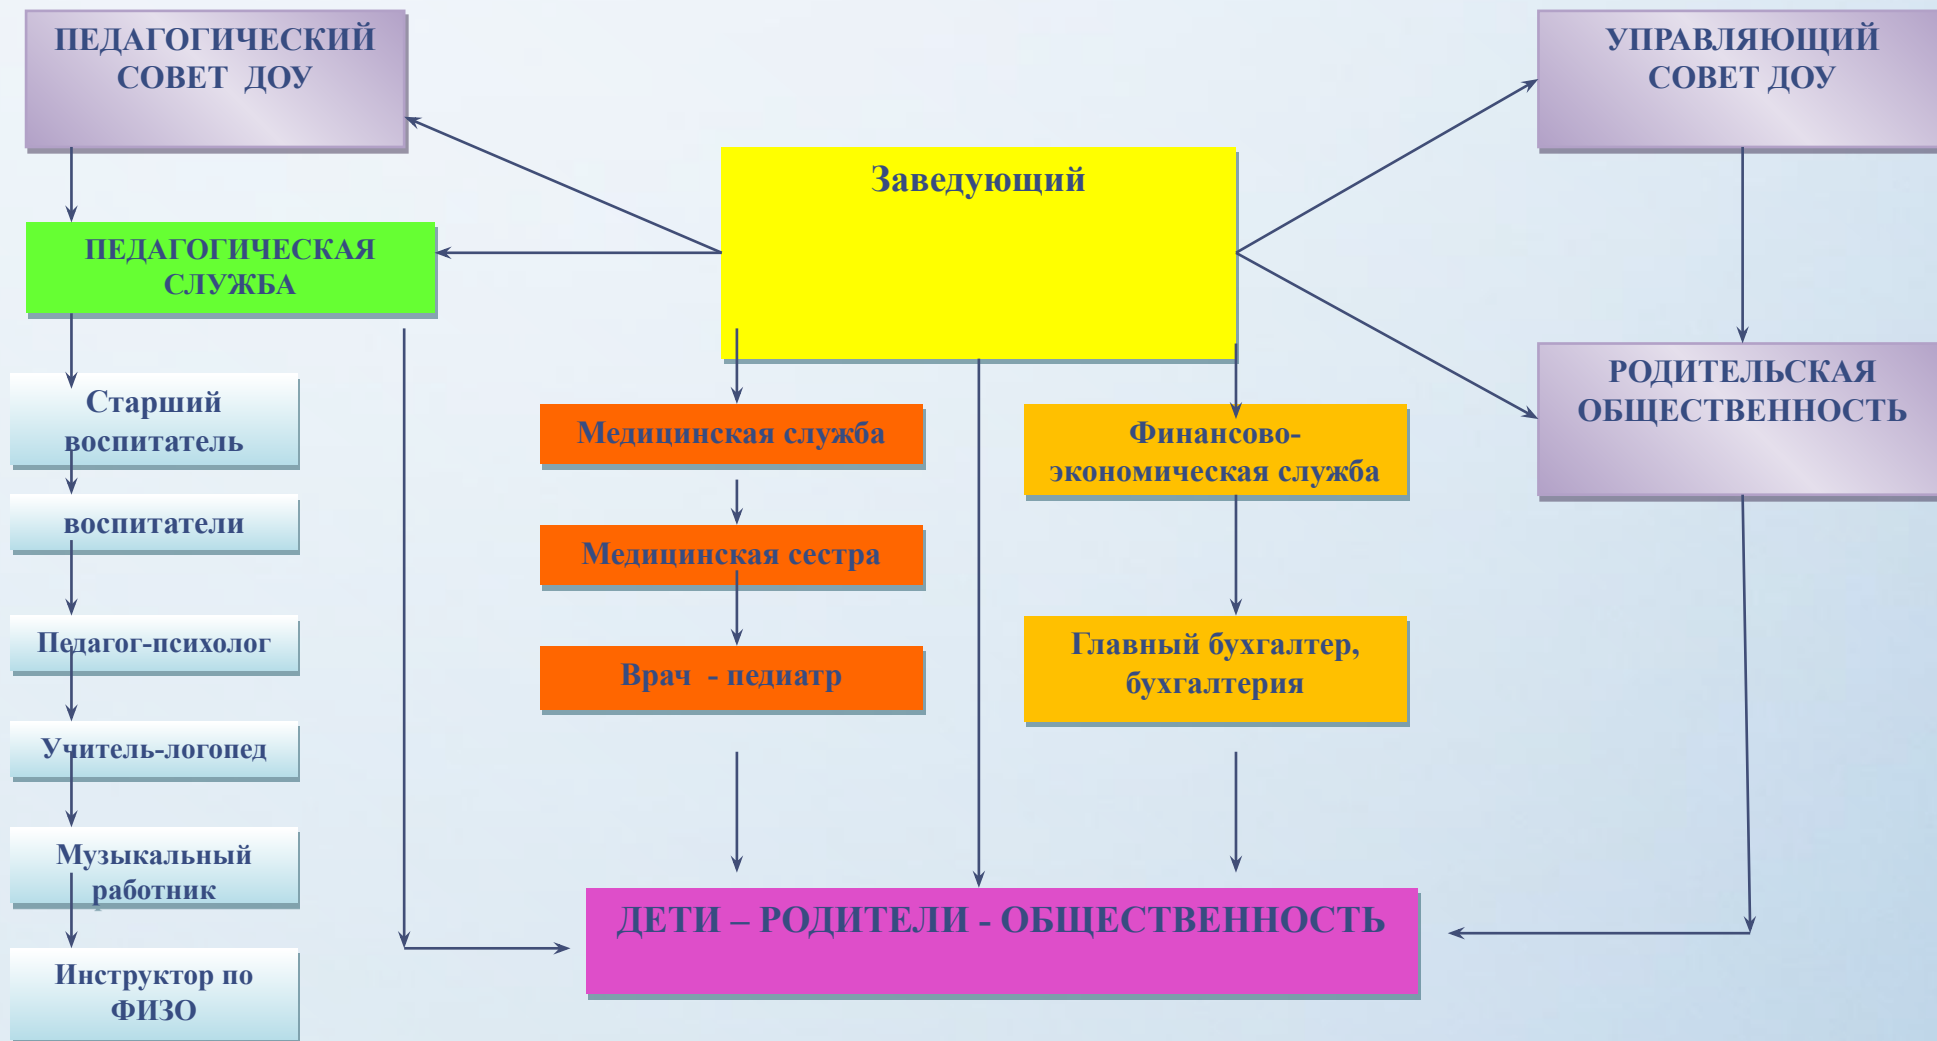 ПЕДАГОГИЧЕСКИЙ
СОВЕТ ДОУ
УПРАВЛЯЮЩИЙ
СОВЕТ ДОУ
Заведующий
ПЕДАГОГИЧЕСКАЯ
СЛУЖБА
РОДИТЕЛЬСКАЯ
ОБЩЕСТВЕННОСТЬ
Старший
воспитатель
воспитатели
Педагог-психолог
Учитель-логопед
Музыкальный
работник
Инструктор по
ФИЗО
Медицинская служба
Медицинская сестра
Врач - педиатр
Финансово-
экономическая служба
Главный бухгалтер,
бухгалтерия
ДЕТИ – РОДИТЕЛИ - ОБЩЕСТВЕННОСТЬ